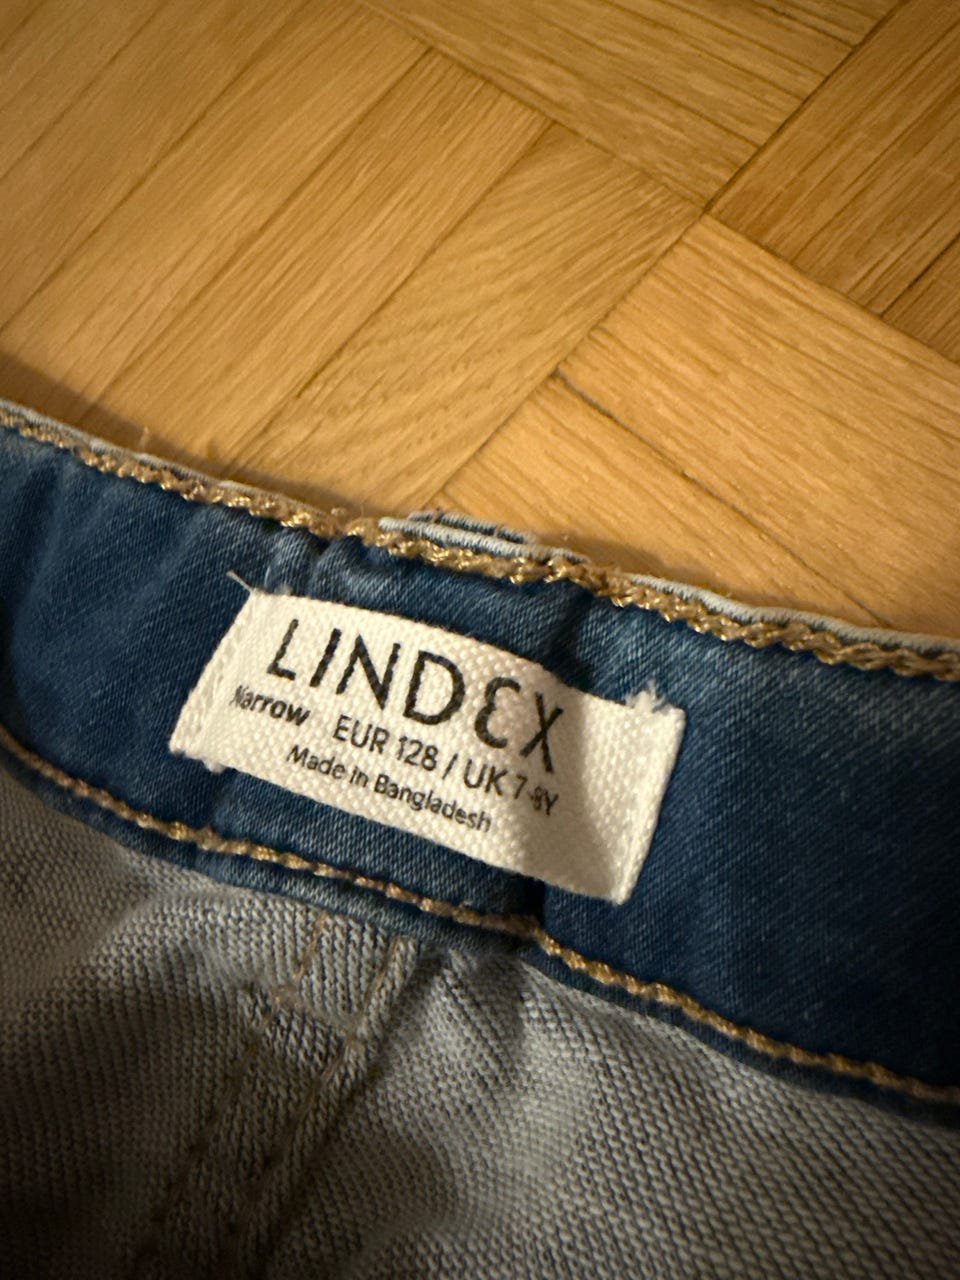 LINDEX
Narrow EUR 128 / UK 7-8Y
Made in Bangladesh